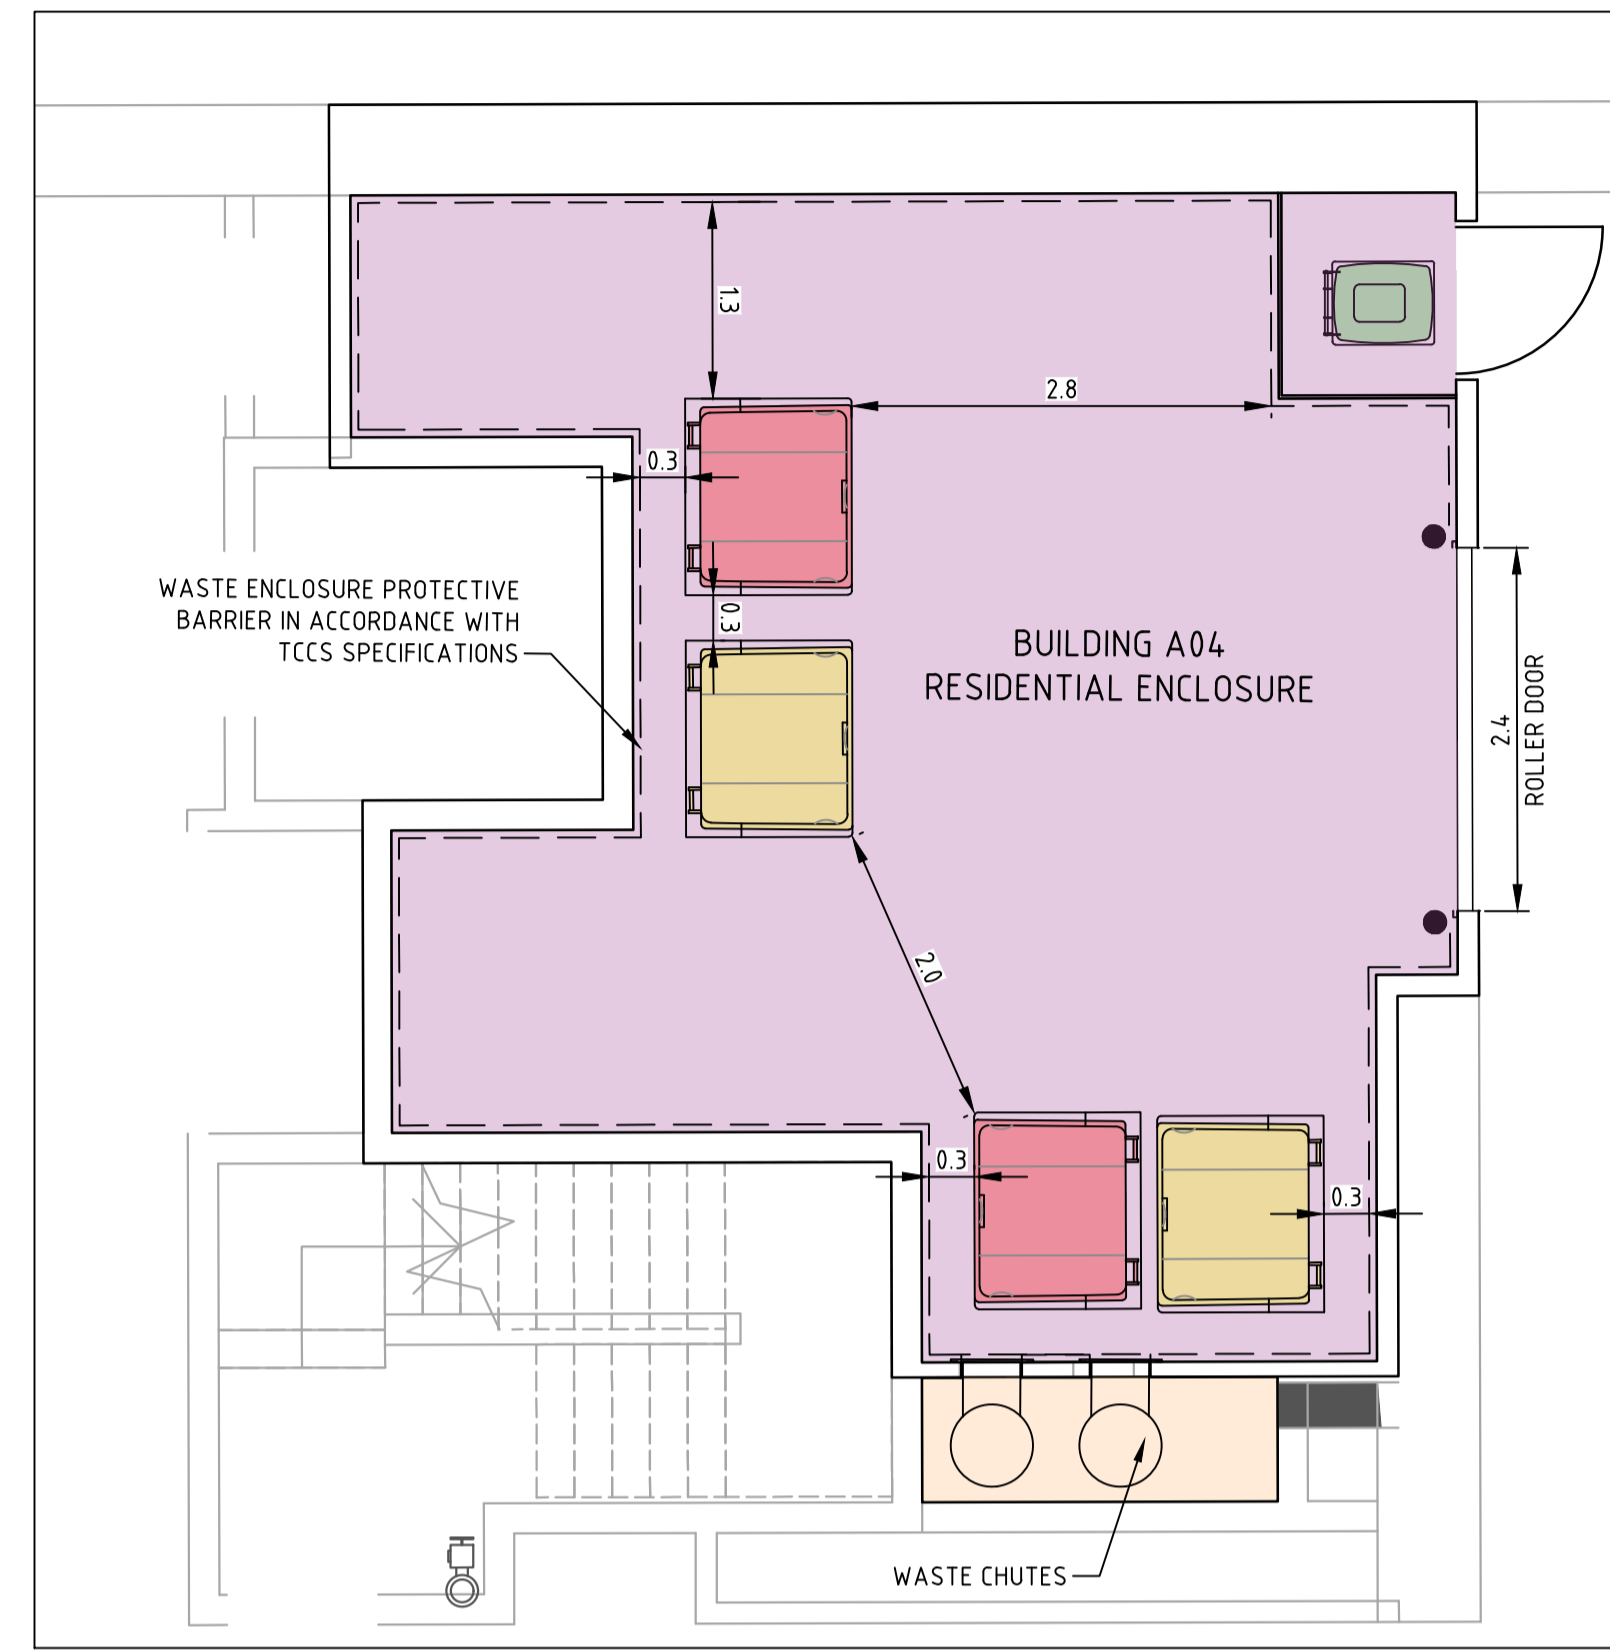 1.3
2.8
0.3
WASTE ENCLOSURE PROTECTIVE
BARRIER IN ACCORDANCE WITH
TCCS SPECIFICATIONS
0.3
BUILDING A04
RESIDENTIAL ENCLOSURE
2.4
ROLLER DOOR
2.0
0.3
0.3
WASTE CHUTES